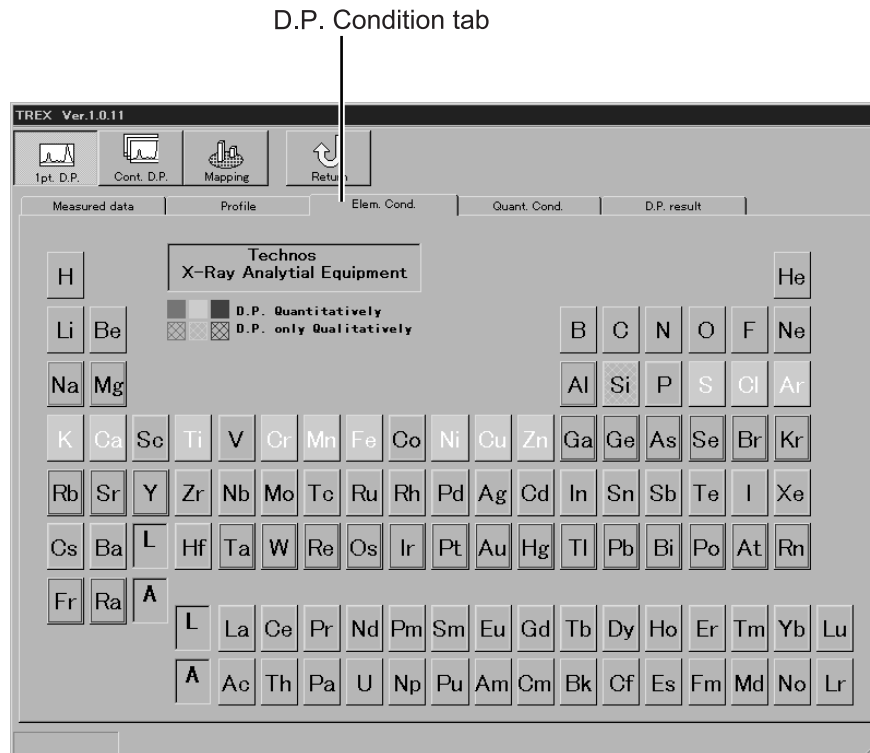 D.P. Condition tab
TREX Ver.1.0.11
1pt. D.P. Cont. D.P. Mapping Return
Measured data Profile Elem. Cond. Quant. Cond. D.P. result
Technos
X-Ray Analytial Equipment
D.P. Quantitatively
D.P. only Qualitatively
H He
Li Be B C N O F Ne
Na Mg Al Si P S Cl Ar
K Ca Sc Ti V Cr Mn Fe Co Ni Cu Zn Ga Ge As Se Br Kr
Rb Sr Y Zr Nb Mo Tc Ru Rh Pd Ag Cd In Sn Sb Te I Xe
Cs Ba L Hf Ta W Re Os Ir Pt Au Hg Tl Pb Bi Po At Rn
Fr Ra A
L La Ce Pr Nd Pm Sm Eu Gd Tb Dy Ho Er Tm Yb Lu
A Ac Th Pa U Np Pu Am Cm Bk Cf Es Fm Md No Lr